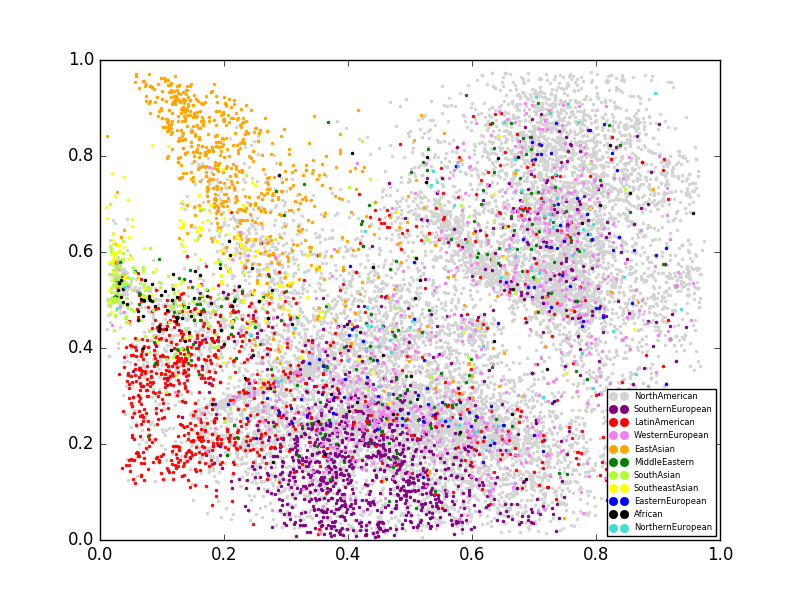 1.0
0.8
0.6
0.4
0.2
0.0
0.0 0.2 0.4 0.6 0.8 1.0
NorthAmerican
SouthernEuropean
LatinAmerican
WesternEuropean
EastAsian
MiddleEastern
SouthAsian
SoutheastAsian
EasternEuropean
African
NorthernEuropean